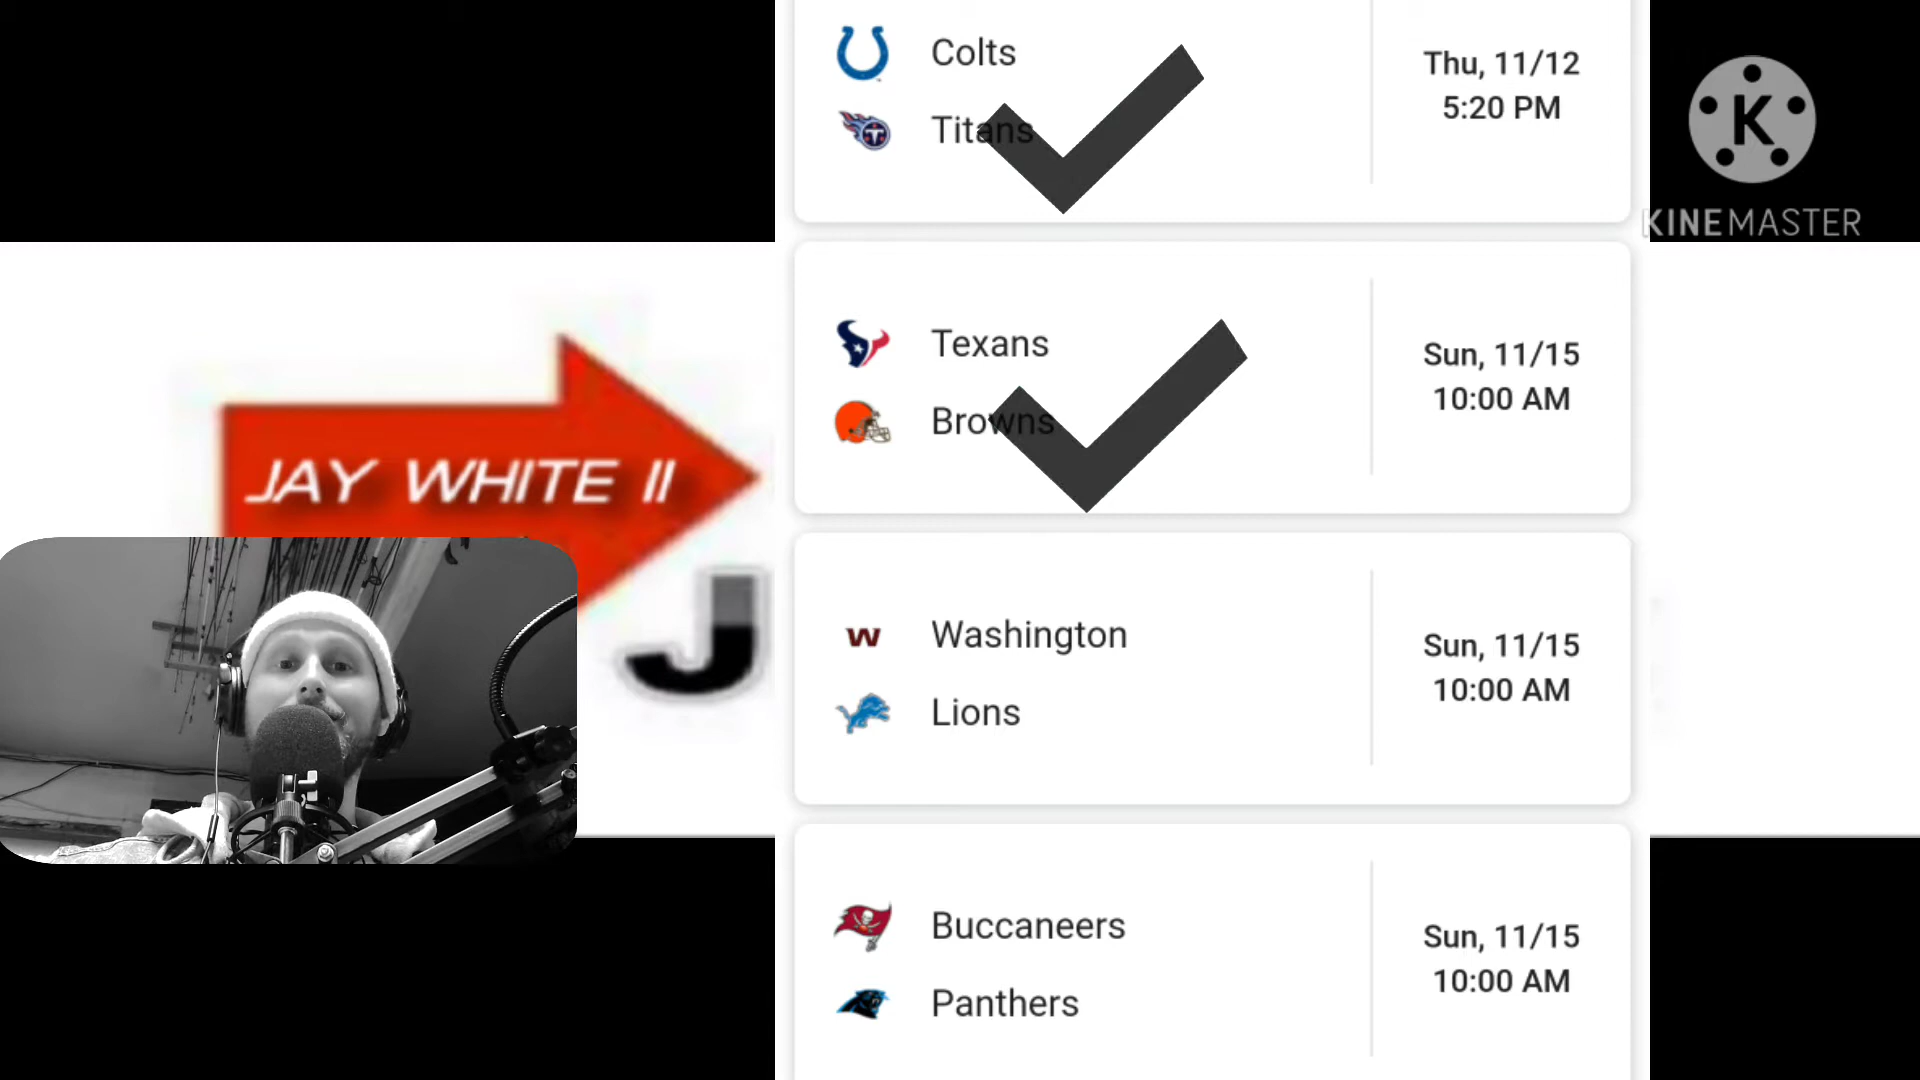 Colts
Titans
Thu, 11/12
5:20 PM
K
KINEMASTER
Texans
Browns
Sun, 11/15
10:00 AM
JAY WHITE II
J
W
Washington
Lions
Sun, 11/15
10:00 AM
Buccaneers
Panthers
Sun, 11/15
10:00 AM